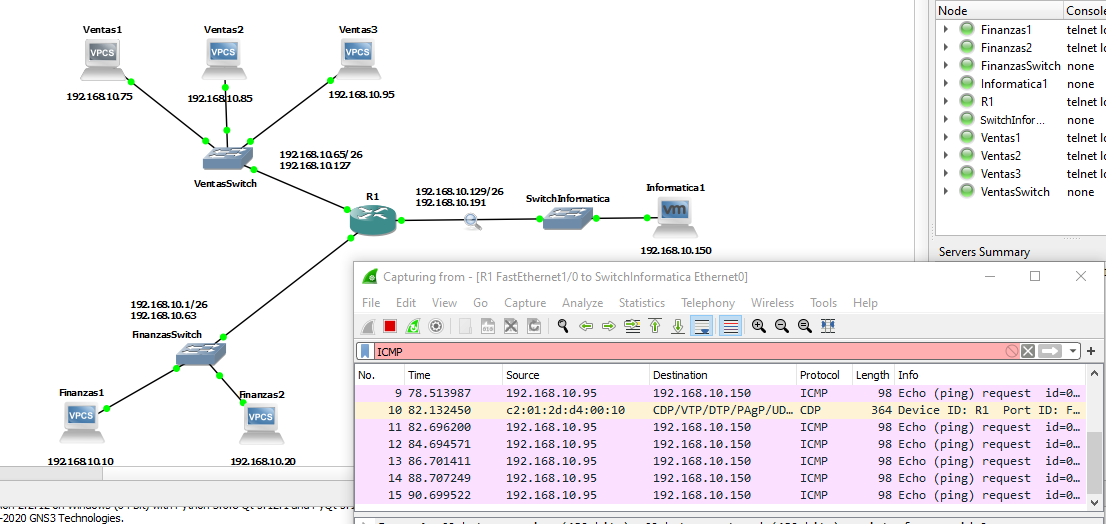 Ventas1
Ventas2
Ventas3
VPCS
VPCS
VPCS
192.168.10.75
192.168.10.85
192.168.10.95
VentasSwitch
192.168.10.65/26
192.168.10.127
R1
192.168.10.129/26
192.168.10.191
SwitchInformatica
Informatica1
vm
192.168.10.150
192.168.10.1/26
192.168.10.63
FinanzasSwitch
Finanzas1
Finanzas2
VPCS
VPCS
192.168.10.10
192.168.10.20
-2020 GNS3 Technologies.
Node Console
Finanzas1 telnet lo
Finanzas2 telnet lo
FinanzasSwitch none
Informatica1 none
R1 telnet lo
SwitchInfor... none
Ventas1 telnet lo
Ventas2 telnet lo
Ventas3 telnet lo
VentasSwitch none
Servers Summary
Capturing from - [R1 FastEthernet1/0 to SwitchInformatica Ethernet0]
File Edit View Go Capture Analyze Statistics Telephony Wireless Tools Help
ICMP
No. Time Source Destination Protocol Length Info
9 78.513987 192.168.10.95 192.168.10.150 ICMP 98 Echo (ping) request id=0…
10 82.132450 c2:01:2d:d4:00:10 CDP/VTP/DTP/PAgP/UD… CDP 364 Device ID: R1 Port ID: F…
11 82.696200 192.168.10.95 192.168.10.150 ICMP 98 Echo (ping) request id=0…
12 84.694571 192.168.10.95 192.168.10.150 ICMP 98 Echo (ping) request id=0…
13 86.701411 192.168.10.95 192.168.10.150 ICMP 98 Echo (ping) request id=0…
14 88.707249 192.168.10.95 192.168.10.150 ICMP 98 Echo (ping) request id=0…
15 90.699522 192.168.10.95 192.168.10.150 ICMP 98 Echo (ping) request id=0…